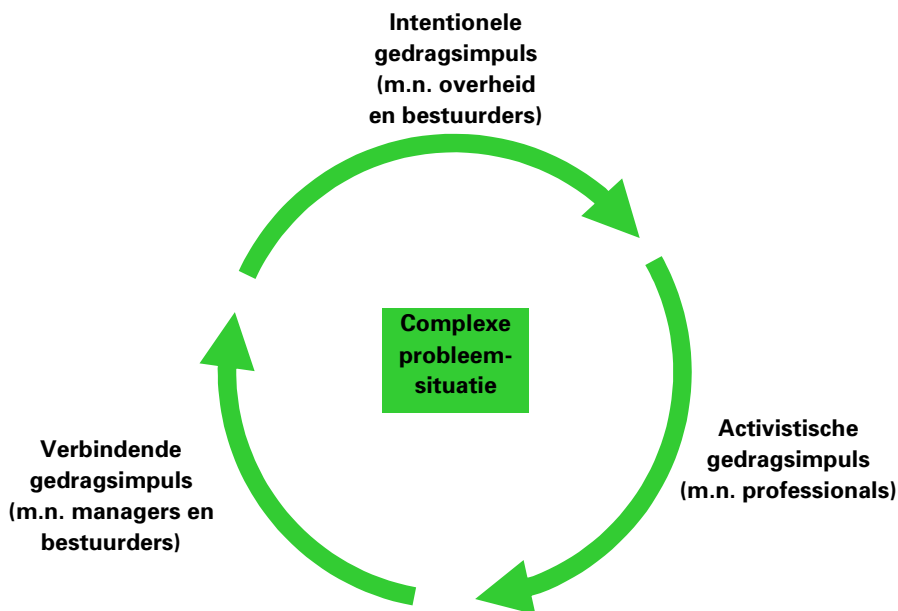 Intentionele
gedragsimpuls
(m.n. overheid
en bestuurders)
Complexe
probleem-
situatie
Activistische
gedragsimpuls
(m.n. professionals)
Verbindende
gedragsimpuls
(m.n. managers en
bestuurders)